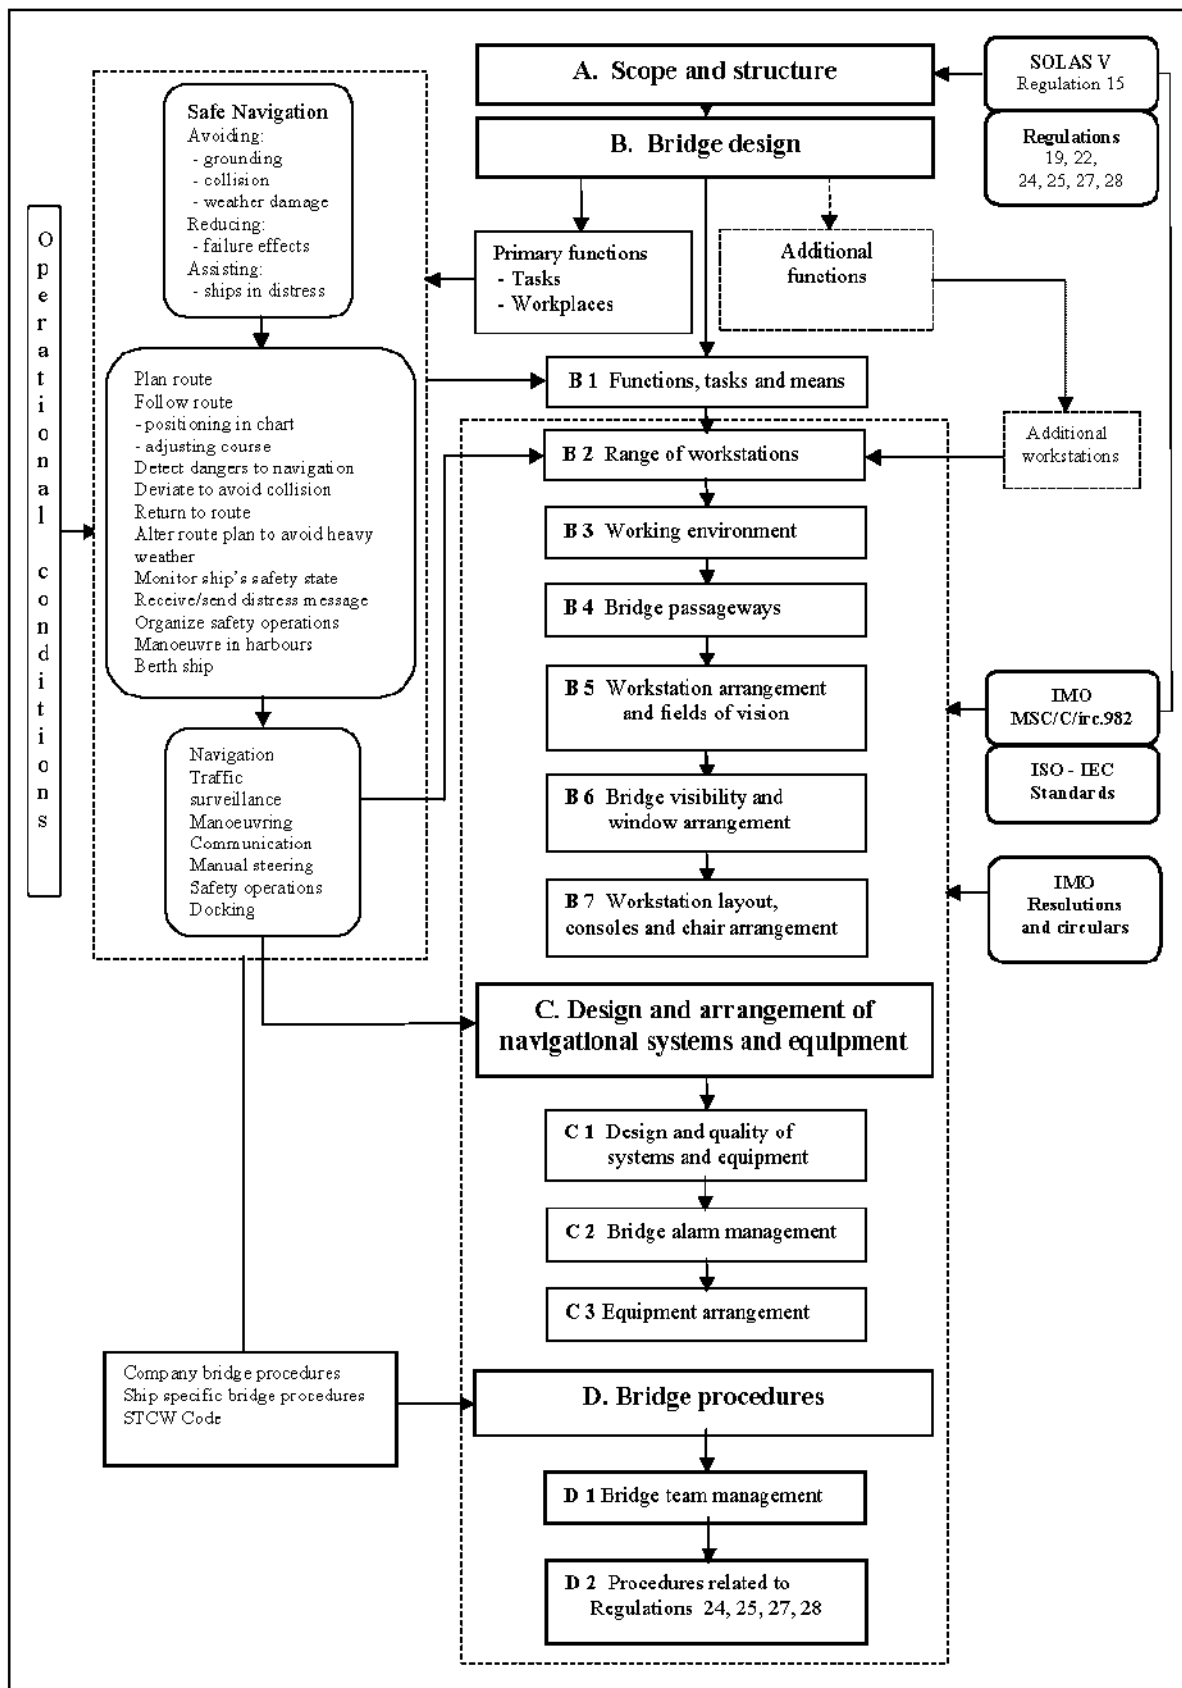 A. Scope and structure
SOLAS V
Regulation 15
Regulations
19, 22,
24, 25, 27, 28
B. Bridge design
Safe Navigation
Avoiding:
- grounding
- collision
- weather damage
Reducing:
- failure effects
Assisting:
- ships in distress
Operational conditions
Primary functions
- Tasks
- Workplaces
Additional
functions
Plan route
Follow route
- positioning in chart
- adjusting course
Detect dangers to navigation
Deviate to avoid collision
Return to route
Alter route plan to avoid heavy
weather
Monitor ship's safety state
Receive/send distress message
Organize safety operations
Manoeuvre in harbours
Berth ship
B 1 Functions, tasks and means
B 2 Range of workstations
Additional
workstations
B 3 Working environment
B 4 Bridge passageways
B 5 Workstation arrangement
and fields of vision
IMO
MSC/C/irc.982
ISO - IEC
Standards
Navigation
Traffic
surveillance
Manoeuvring
Communication
Manual steering
Safety operations
Docking
B 6 Bridge visibility and
window arrangement
B 7 Workstation layout,
consoles and chair arrangement
IMO
Resolutions
and circulars
C. Design and arrangement of
navigational systems and equipment
C 1 Design and quality of
systems and equipment
C 2 Bridge alarm management
C 3 Equipment arrangement
Company bridge procedures
Ship specific bridge procedures
STCW Code
D. Bridge procedures
D 1 Bridge team management
D 2 Procedures related to
Regulations 24, 25, 27, 28